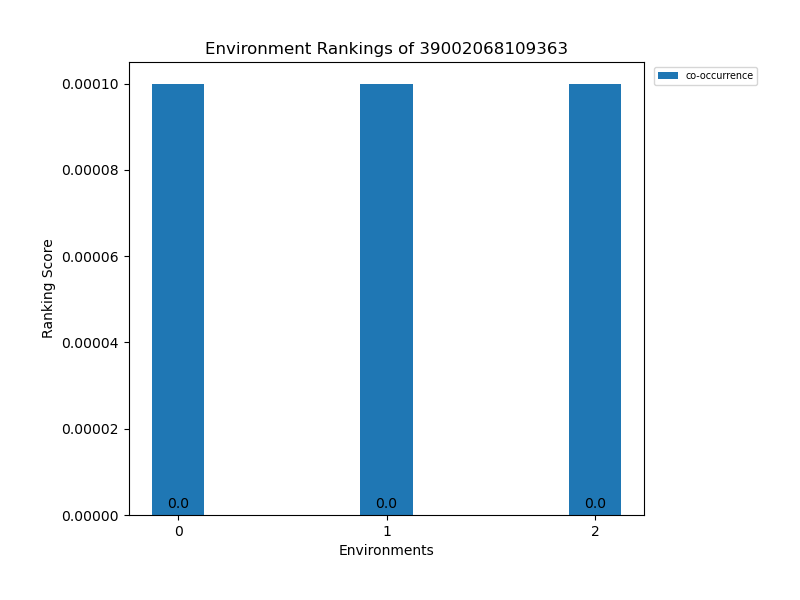 Environment Rankings of 39002068109363
co-occurrence
Ranking Score
0.00010
0.00008
0.00006
0.00004
0.00002
0.00000
0.0 0.0 0.0
0 1 2
Environments